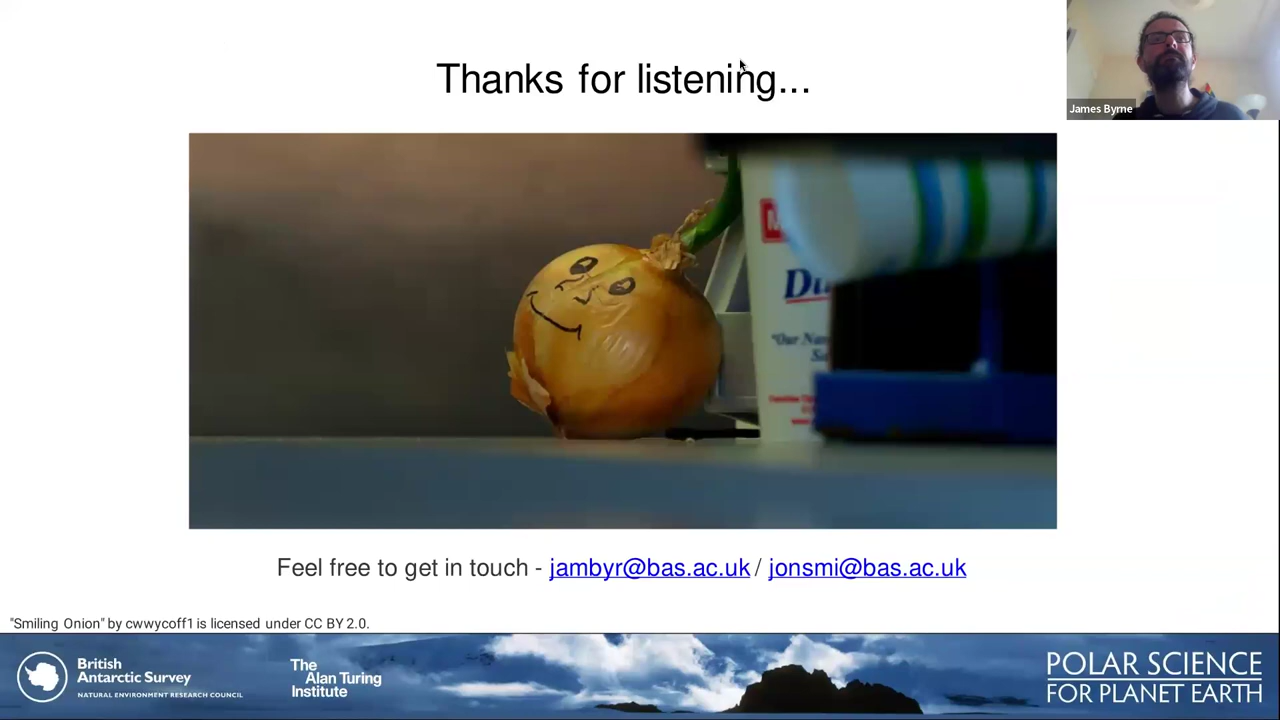 Thanks for listening...
James Byrne
Feel free to get in touch - jambyr@bas.ac.uk / jonsmi@bas.ac.uk
"Smiling Onion" by cwwycoff1 is licensed under CC BY 2.0.
British
Antarctic Survey
NATURAL ENVIRONMENT RESEARCH COUNCIL
The
Alan Turing
Institute
POLAR SCIENCE
FOR PLANET EARTH